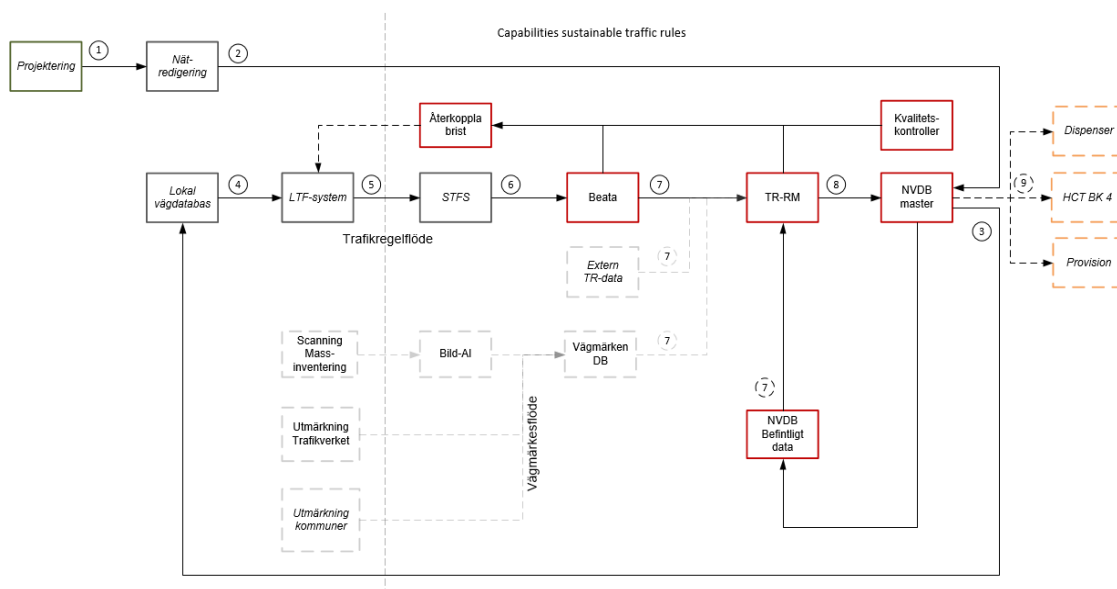 Capabilities sustainable traffic rules
1
2
Projektering
Nät-
redigering
Återkoppla
brist
Kvalitets-
kontroller
Dispenser
Lokal
vägdatabas
4
LTF-system
5
STFS
6
Beata
7
TR-RM
8
NVDB
master
9
HCT BK 4
3
Trafikregelflöde
Extern
TR-data
7
Provision
Scanning
Mass-
inventering
Bild-AI
Vägmärken
DB
7
7
Utmärkning
Trafikverket
Vägmärkesflöde
NVDB
Befintligt
data
Utmärkning
kommuner